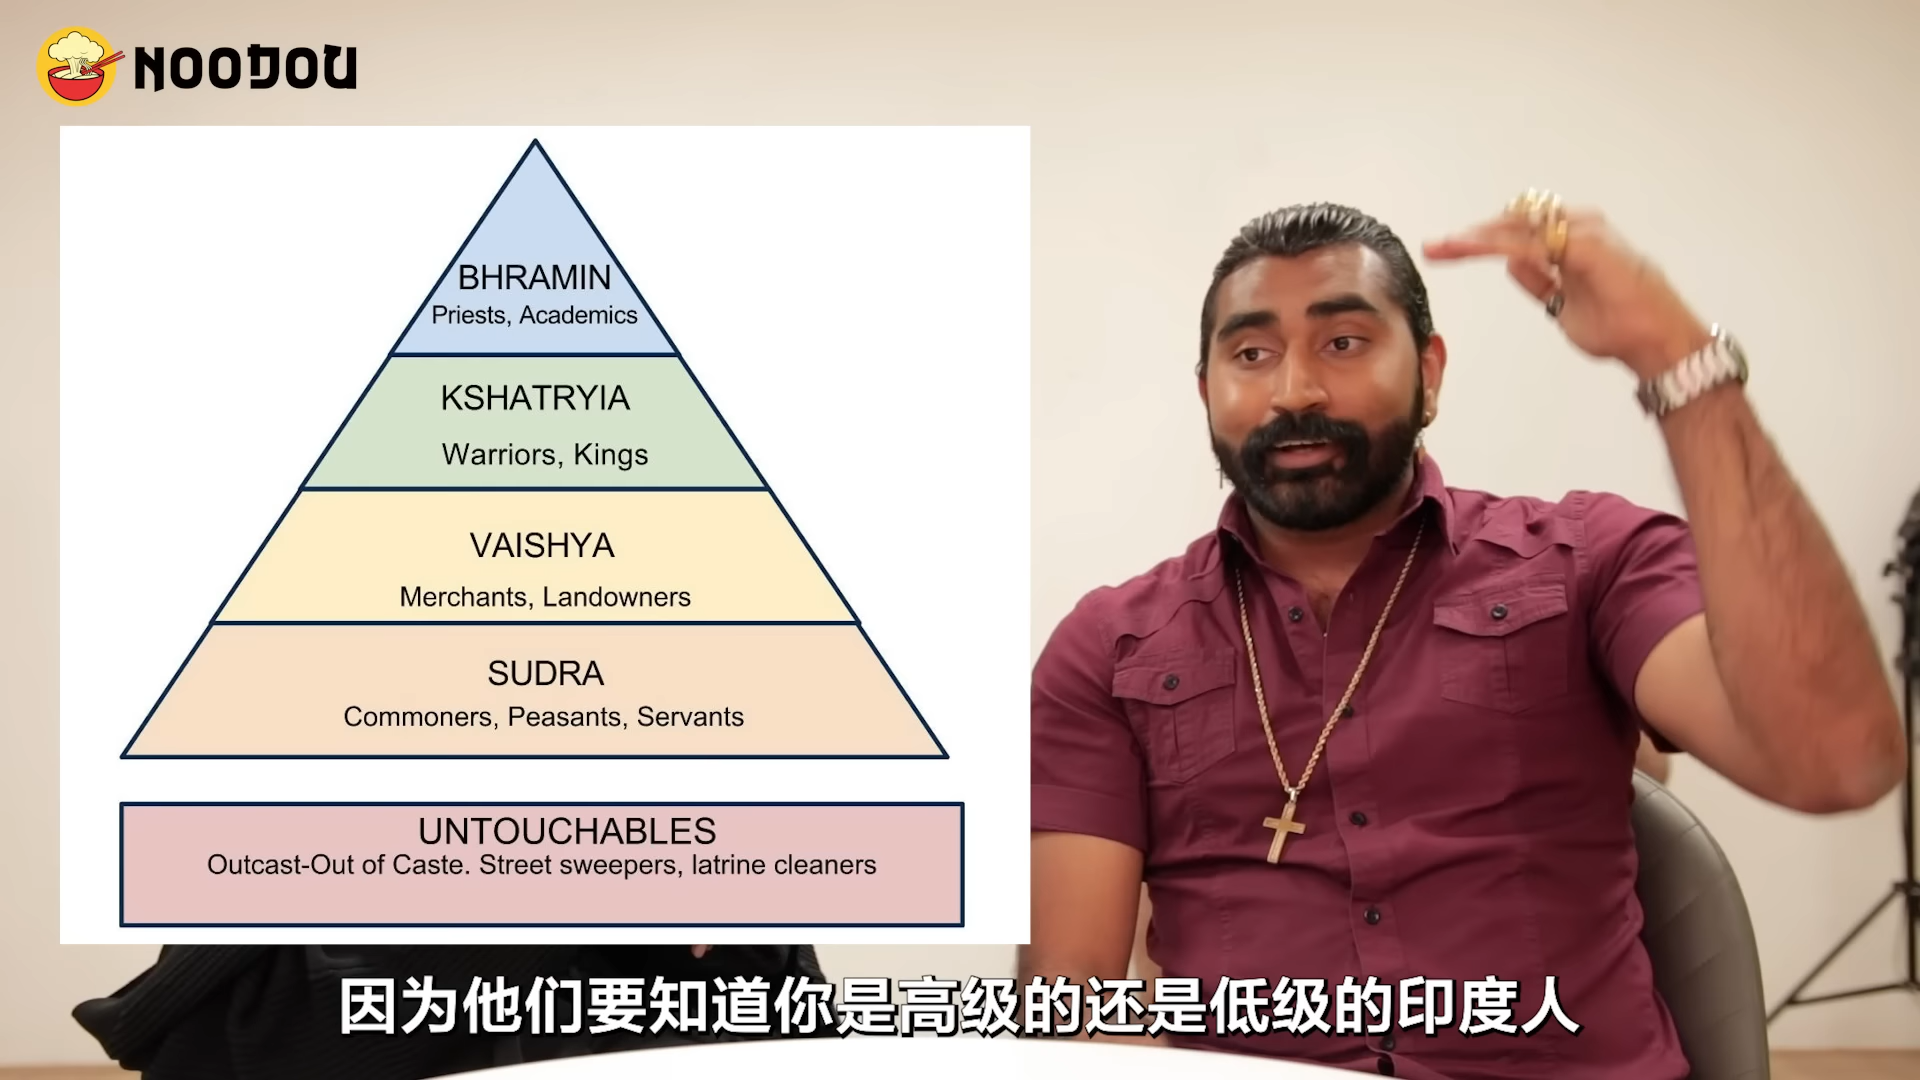 NOODOU
BHRAMIN
Priests, Academics
KSHATRYIA
Warriors, Kings
VAISHYA
Merchants, Landowners
SUDRA
Commoners, Peasants, Servants
UNTOUCHABLES
Outcast-Out of Caste. Street sweepers, latrine cleaners
因为他们要知道你是高级的还是低级的印度人